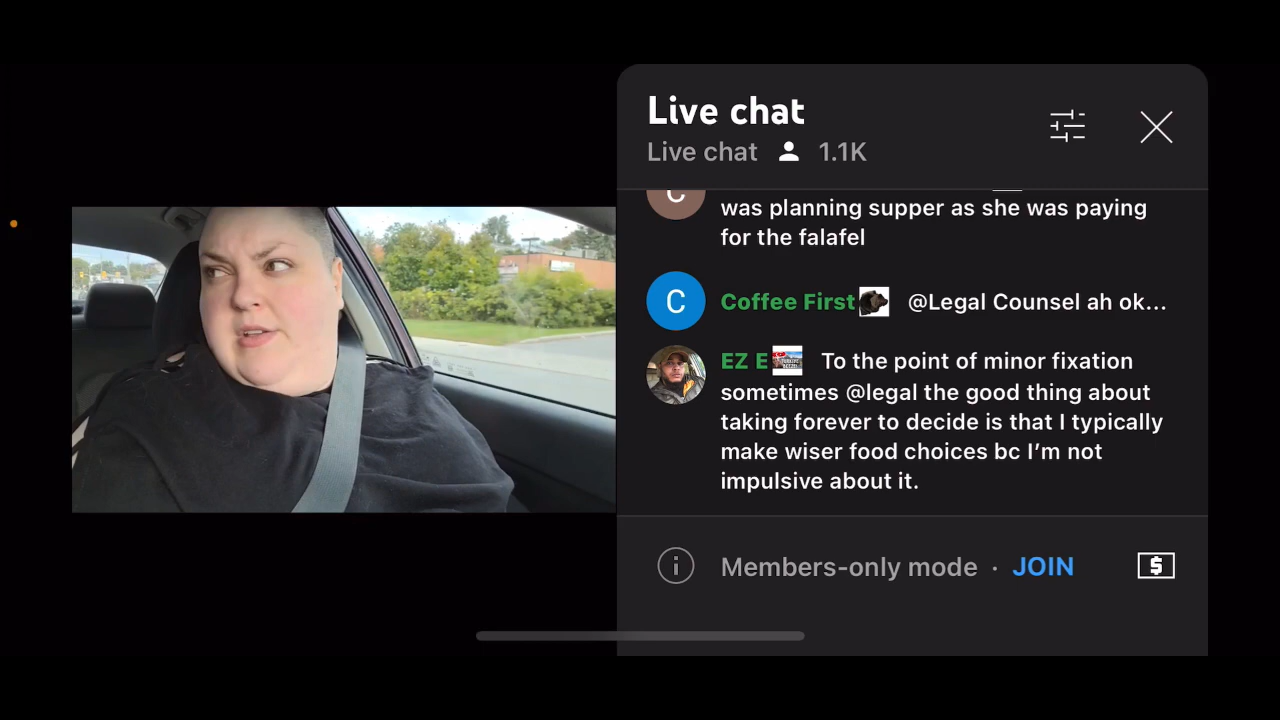 Live chat
Live chat 1.1K
C
was planning supper as she was paying
for the falafel
C
Coffee First @Legal Counsel ah ok...
EZ E To the point of minor fixation
sometimes @legal the good thing about
taking forever to decide is that I typically
make wiser food choices bc I’m not
impulsive about it.
Members-only mode · JOIN
$